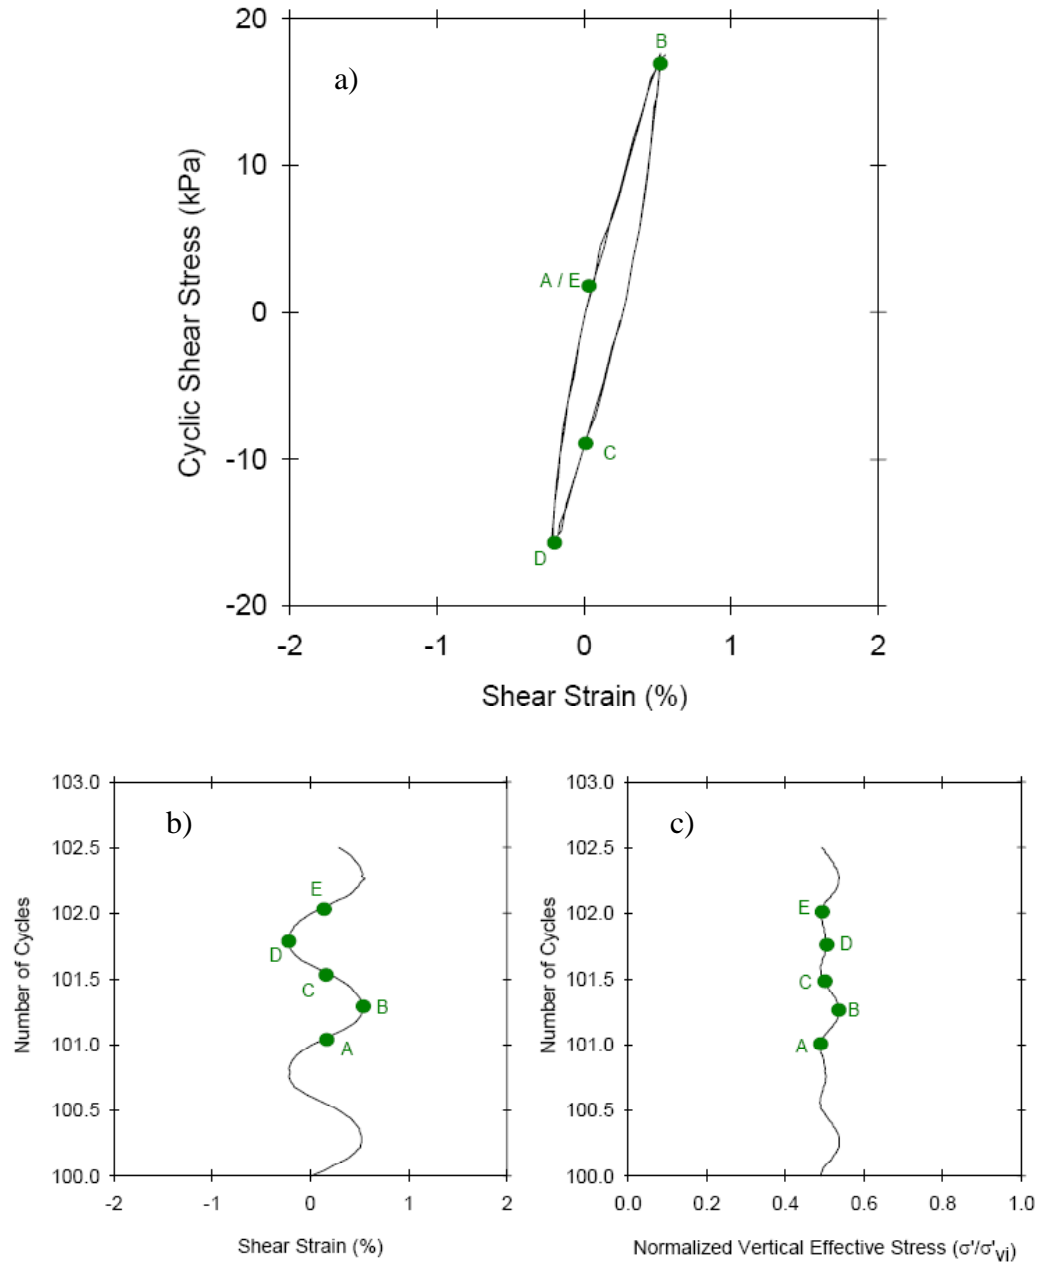 20
B
a)
10
Cyclic Shear Stress (kPa)
A / E
0
-10
C
D
-20
-2 -1 0 1 2
Shear Strain (%)
103.0
b)
102.5
E
102.0
D
101.5
C
B
101.0
A
100.5
100.0
Number of Cycles
-2 -1 0 1 2
Shear Strain (%)
103.0
c)
102.5
E
102.0
D
101.5
C
B
101.0
A
100.5
100.0
Number of Cycles
0.0 0.2 0.4 0.6 0.8 1.0
Normalized Vertical Effective Stress (σ'/σ'vi)